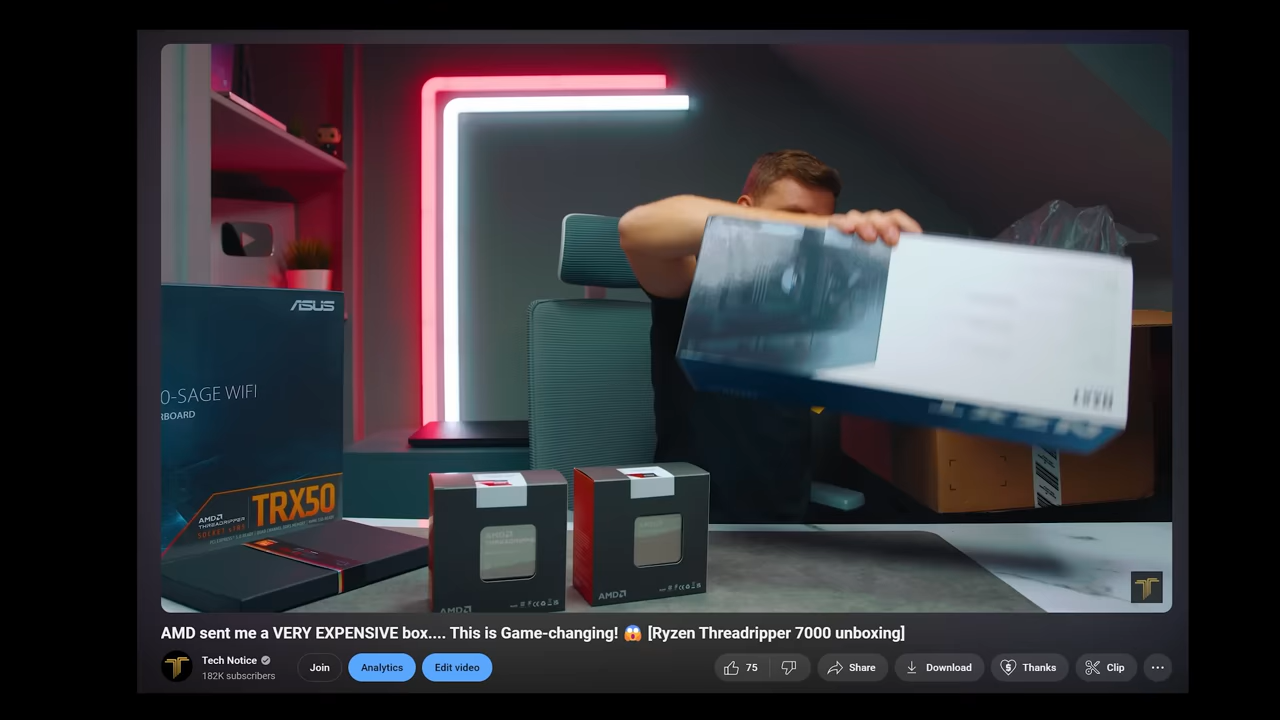 ASUS
0-SAGE WIFI
RBOARD
AMD
THREADRIPPER
TRX50
AMD
AMD
AMD sent me a VERY EXPENSIVE box.... This is Game-changing! 😱 [Ryzen Threadripper 7000 unboxing]
Tech Notice
182K subscribers
Join
Analytics
Edit video
75
Share
Download
Thanks
Clip